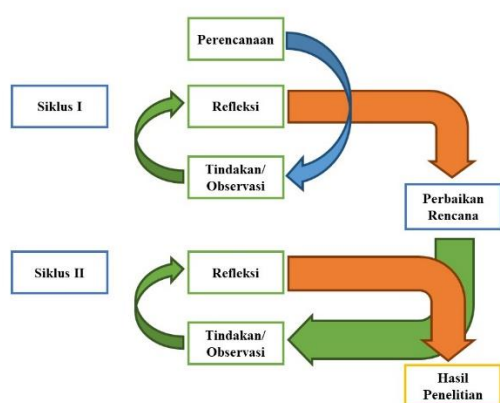 Perencanaan
Siklus I
Refleksi
Tindakan/
Observasi
Perbaikan
Rencana
Siklus II
Refleksi
Tindakan/
Observasi
Hasil
Penelitian